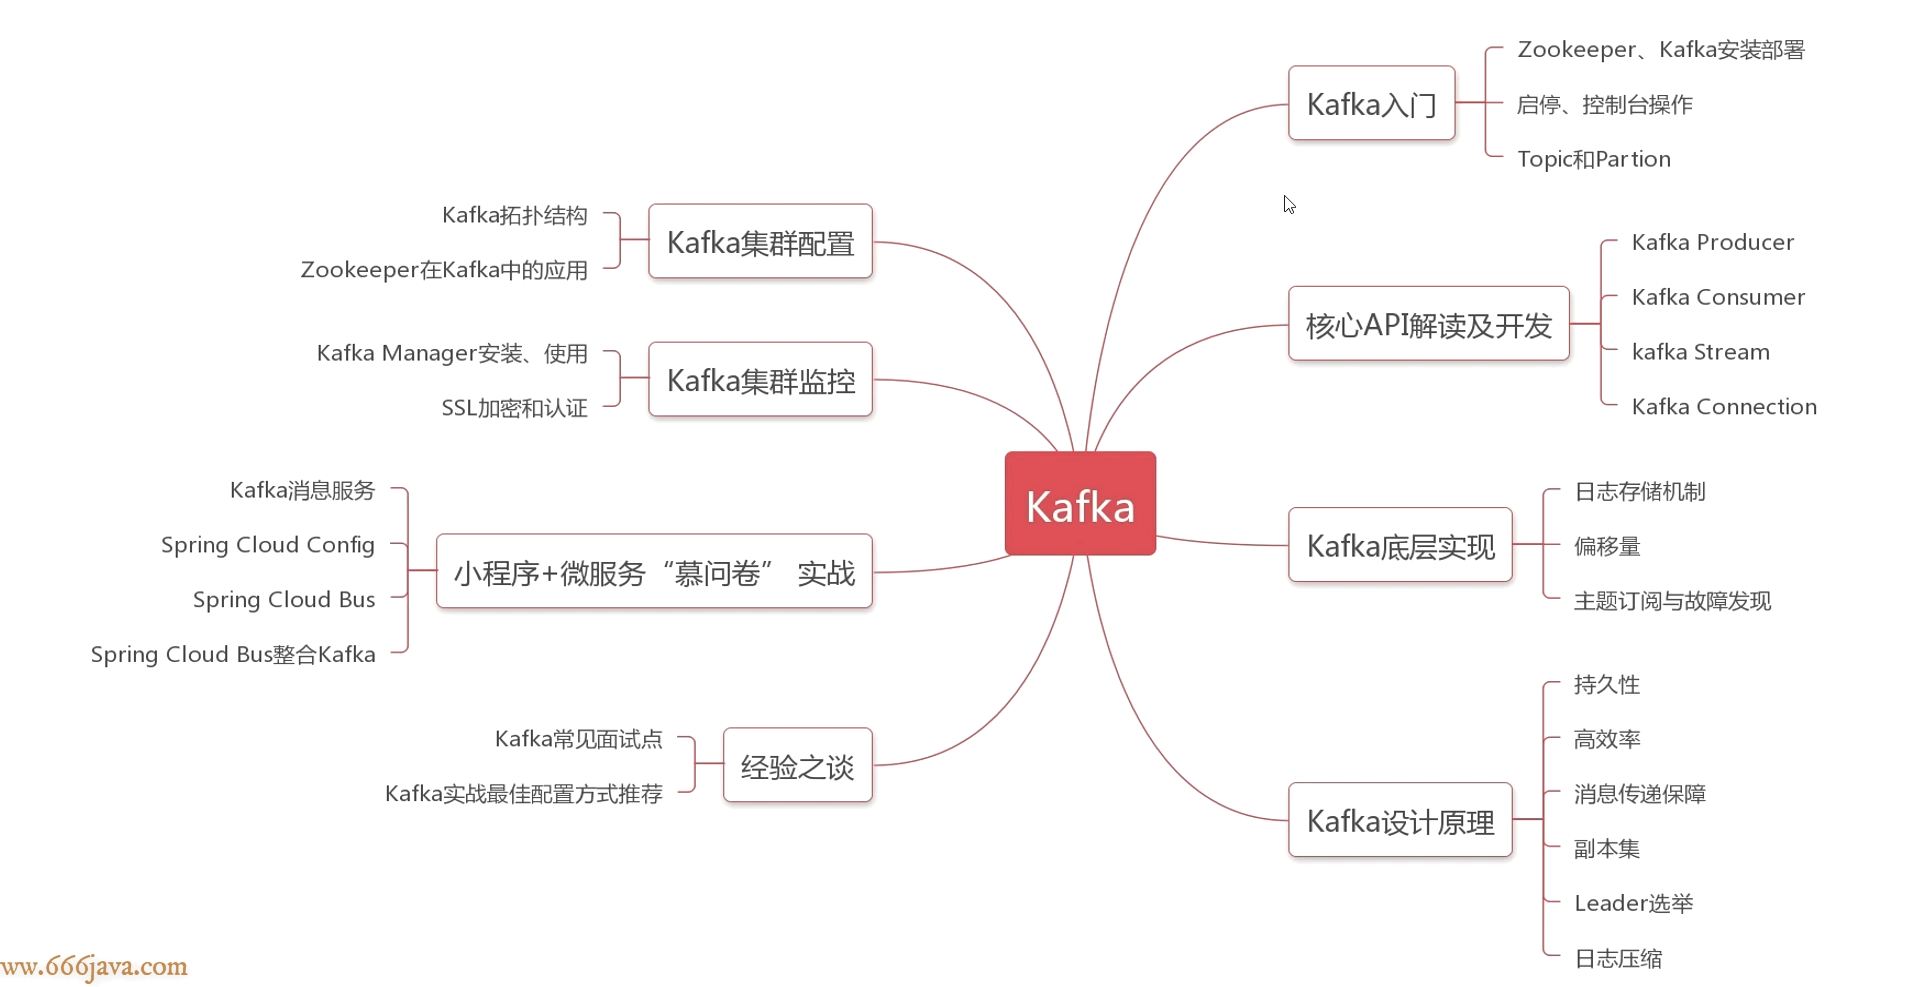 Kafka
Kafka入门
Zookeeper、Kafka安装部署
启停、控制台操作
Topic和Partion
核心API解读及开发
Kafka Producer
Kafka Consumer
kafka Stream
Kafka Connection
Kafka底层实现
日志存储机制
偏移量
主题订阅与故障发现
Kafka设计原理
持久性
高效率
消息传递保障
副本集
Leader选举
日志压缩
Kafka集群配置
Kafka拓扑结构
Zookeeper在Kafka中的应用
Kafka集群监控
Kafka Manager安装、使用
SSL加密和认证
小程序+微服务“慕问卷” 实战
Kafka消息服务
Spring Cloud Config
Spring Cloud Bus
Spring Cloud Bus整合Kafka
经验之谈
Kafka常见面试点
Kafka实战最佳配置方式推荐
ww.666java.com